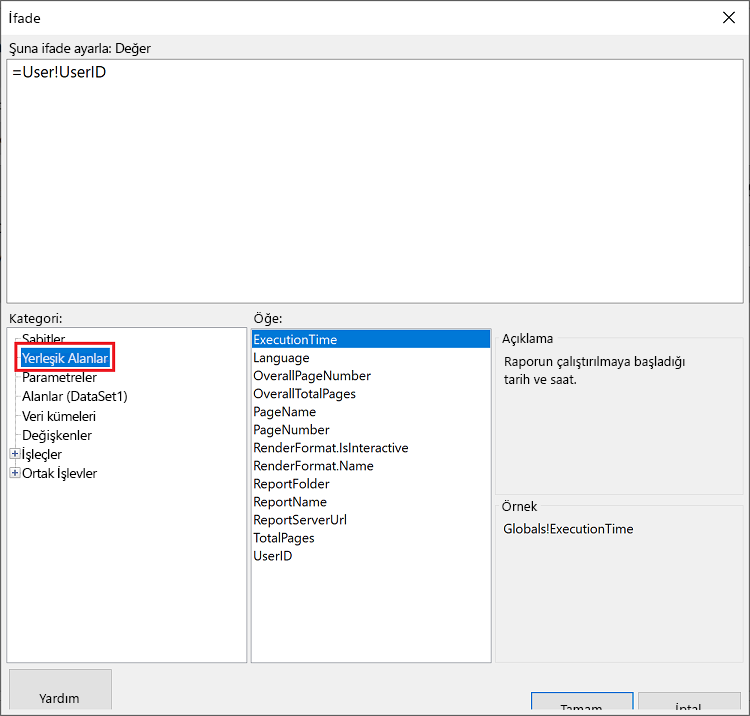 İfade
Şuna ifade ayarla: Değer
=User!UserID
Kategori:
Sabitler
Yerleşik Alanlar
Parametreler
Alanlar (DataSet1)
Veri kümeleri
Değişkenler
İşleçler
Ortak İşlevler
Öğe:
ExecutionTime
Language
OverallPageNumber
OverallTotalPages
PageName
PageNumber
RenderFormat.IsInteractive
RenderFormat.Name
ReportFolder
ReportName
ReportServerUrl
TotalPages
UserID
Açıklama
Raporun çalıştırılmaya başladığı
tarih ve saat.
Örnek
Globals!ExecutionTime
Yardım
Tamam
İptal